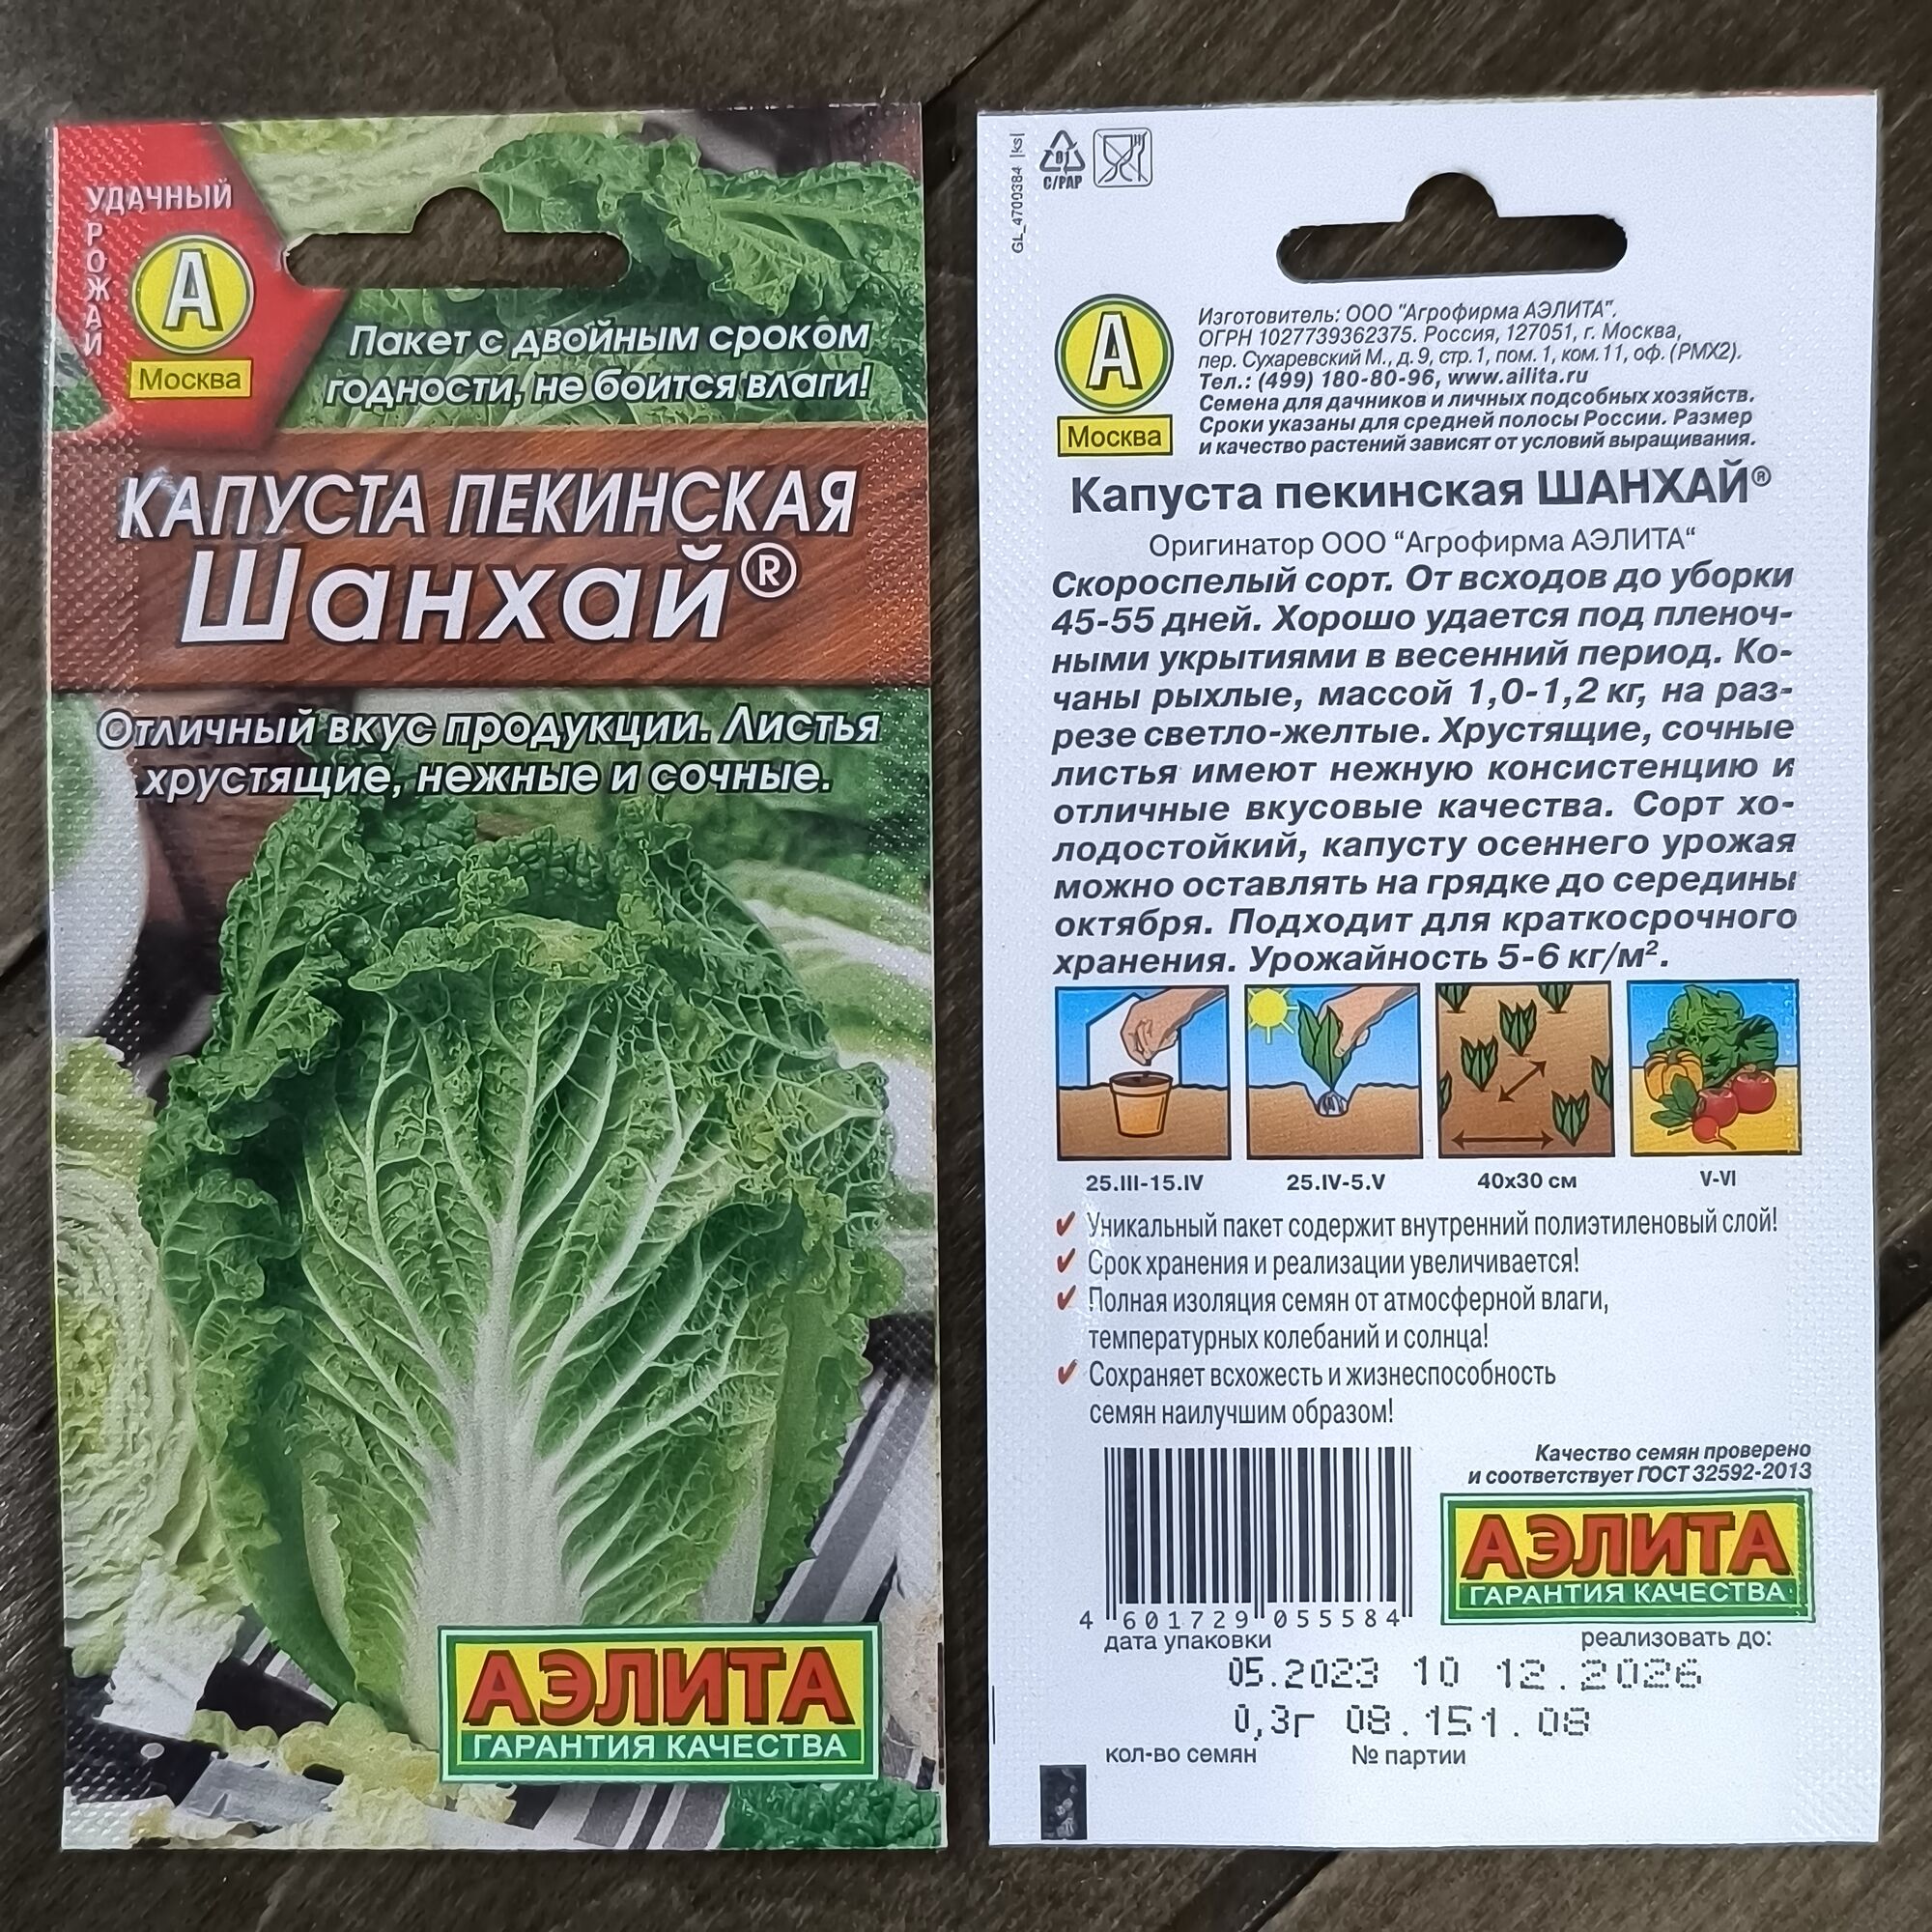 УДАЧНЫЙ
УРОЖАЙ
А
Москва
Пакет с двойным сроком
годности, не боится влаги!
КАПУСТА ПЕКИНСКАЯ
Шанхай®
Отличный вкус продукции. Листья
хрустящие, нежные и сочные.
АЭЛИТА
ГАРАНТИЯ КАЧЕСТВА
GL_4700384 |ks|
81
C/PAP
А
Москва
Изготовитель: ООО "Агрофирма АЭЛИТА".
ОГРН 1027739362375. Россия, 127051, г. Москва,
пер. Сухаревский М., д. 9, стр. 1, пом. 1, ком. 11, оф. (РМХ2).
Тел.: (499) 180-80-96, www.ailita.ru
Семена для дачников и личных подсобных хозяйств.
Сроки указаны для средней полосы России. Размер
и качество растений зависят от условий выращивания.
Капуста пекинская ШАНХАЙ®
Оригинатор ООО “Агрофирма АЭЛИТА“
Скороспелый сорт. От всходов до уборки
45-55 дней. Хорошо удается под пленоч-
ными укрытиями в весенний период. Ко-
чаны рыхлые, массой 1,0-1,2 кг, на раз-
резе светло-желтые. Хрустящие, сочные
листья имеют нежную консистенцию и
отличные вкусовые качества. Сорт хо-
лодостойкий, капусту осеннего урожая
можно оставлять на грядке до середины
октября. Подходит для краткосрочного
хранения. Урожайность 5-6 кг/м².
25.III-15.IV 25.IV-5.V 40х30 см V-VI
Уникальный пакет содержит внутренний полиэтиленовый слой!
Срок хранения и реализации увеличивается!
Полная изоляция семян от атмосферной влаги,
температурных колебаний и солнца!
Сохраняет всхожесть и жизнеспособность
семян наилучшим образом!
Качество семян проверено
и соответствует ГОСТ 32592-2013
АЭЛИТА
ГАРАНТИЯ КАЧЕСТВА
4 601729 055584
дата упаковки реализовать до:
05.2023 10 12.2026
0,3г 08.151.08
кол-во семян № партии